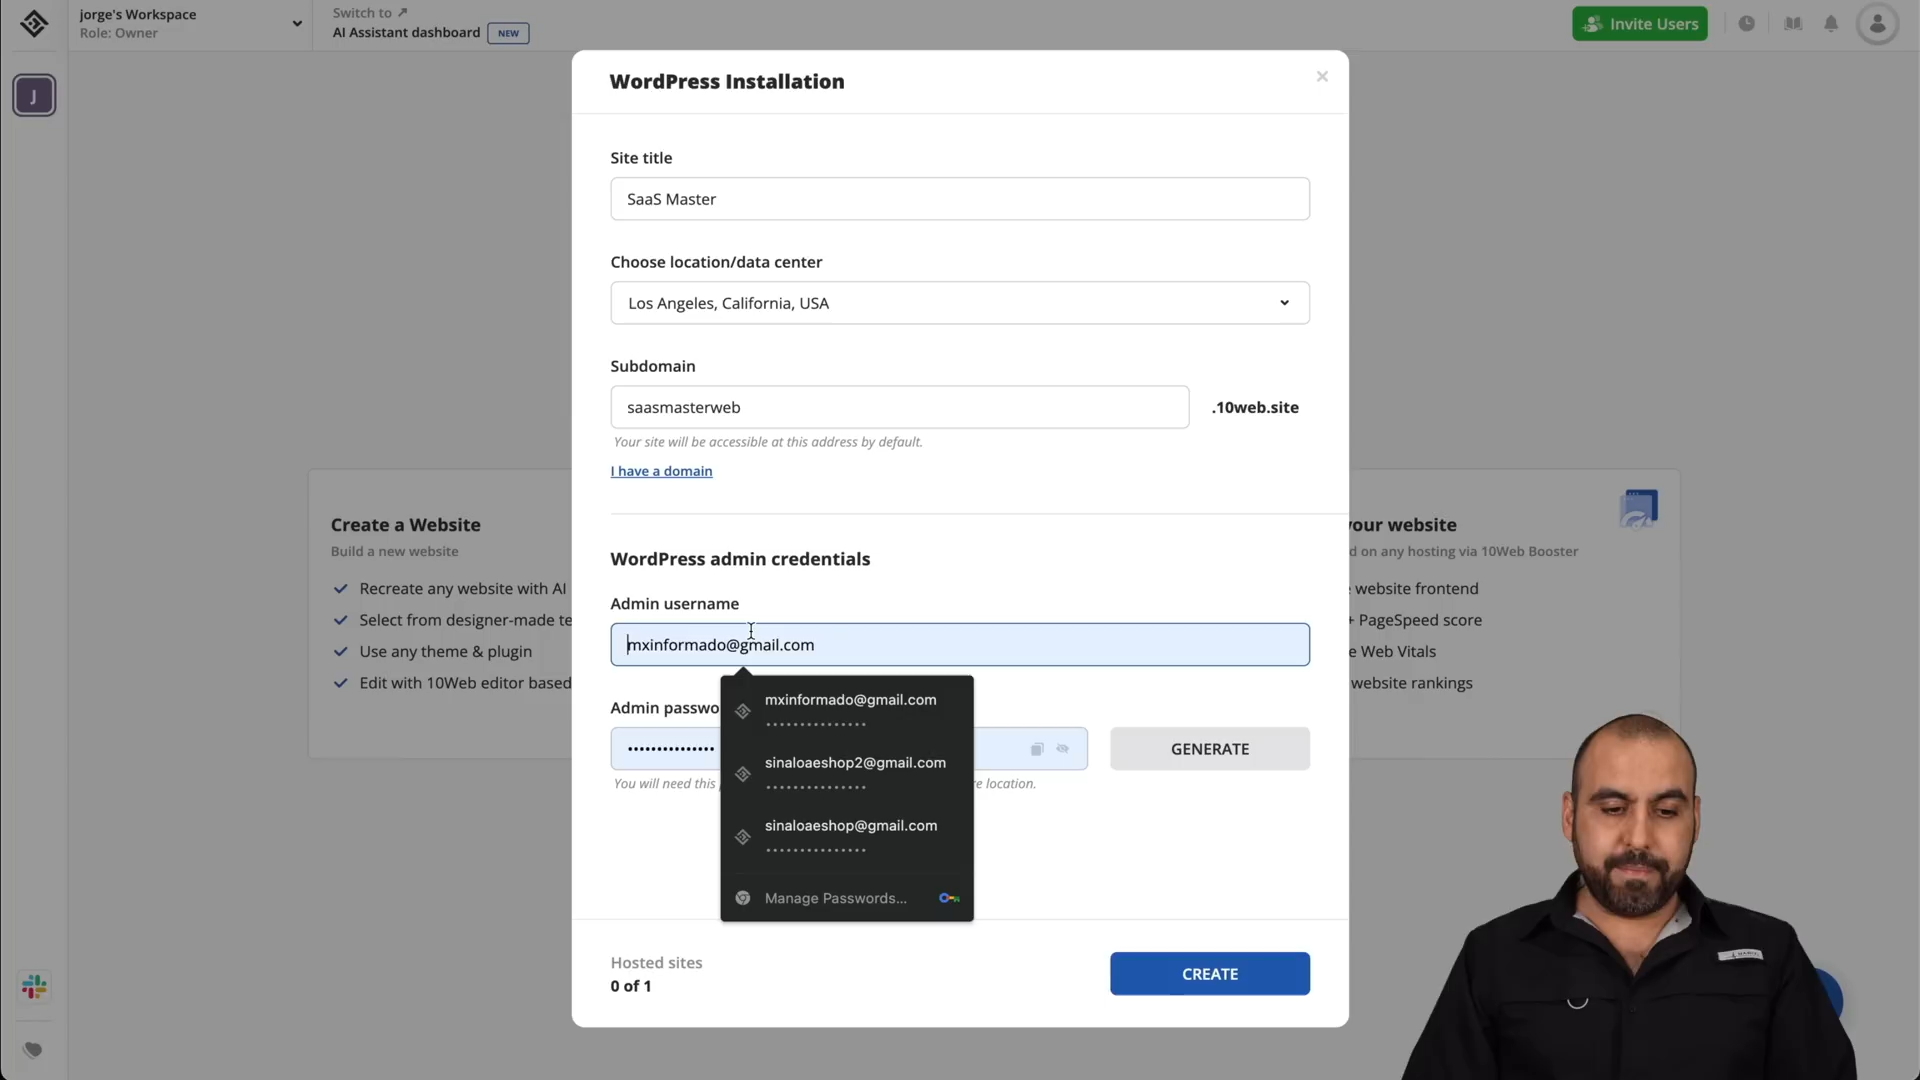 jorge's Workspace
Role: Owner
Switch to
AI Assistant dashboard NEW
Invite Users
J
WordPress Installation
Site title
SaaS Master
Choose location/data center
Los Angeles, California, USA
Subdomain
saasmasterweb
.10web.site
Your site will be accessible at this address by default.
I have a domain
Create a Website
Build a new website
Recreate any website with AI
Select from designer-made te
Use any theme & plugin
Edit with 10Web editor based
your website
d on any hosting via 10Web Booster
website frontend
+ PageSpeed score
e Web Vitals
website rankings
WordPress admin credentials
Admin username
mxinformado@gmail.com
Admin passwo
•••••••••••••••
GENERATE
You will need this
re location.
mxinformado@gmail.com
•••••••••••••••
sinaloaeshop2@gmail.com
•••••••••••••••
sinaloaeshop@gmail.com
•••••••••••••••
Manage Passwords...
Hosted sites
0 of 1
CREATE